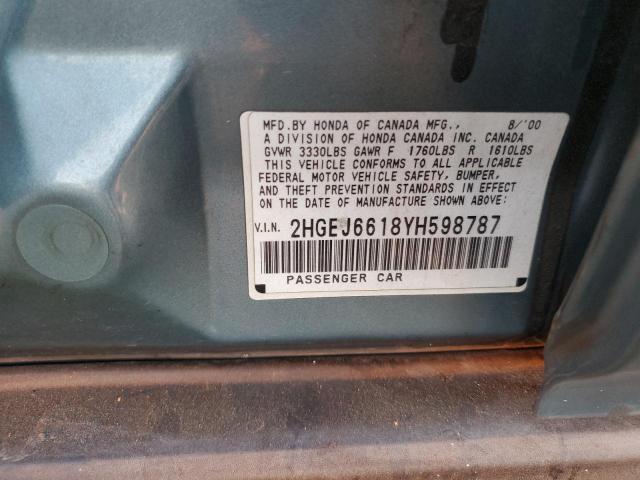 MFD.BY HONDA OF CANADA MFG., 8/'00
A DIVISION OF HONDA CANADA INC. CANADA
GVWR 3330LBS GAWR F 1760LBS R 1610LBS
THIS VEHICLE CONFORMS TO ALL APPLICABLE
FEDERAL MOTOR VEHICLE SAFETY, BUMPER,
AND THEFT PREVENTION STANDARDS IN EFFECT
ON THE DATE OF MANUFACTURE SHOWN ABOVE:
V.I.N. 2HGEJ6618YH598787
PASSENGER CAR